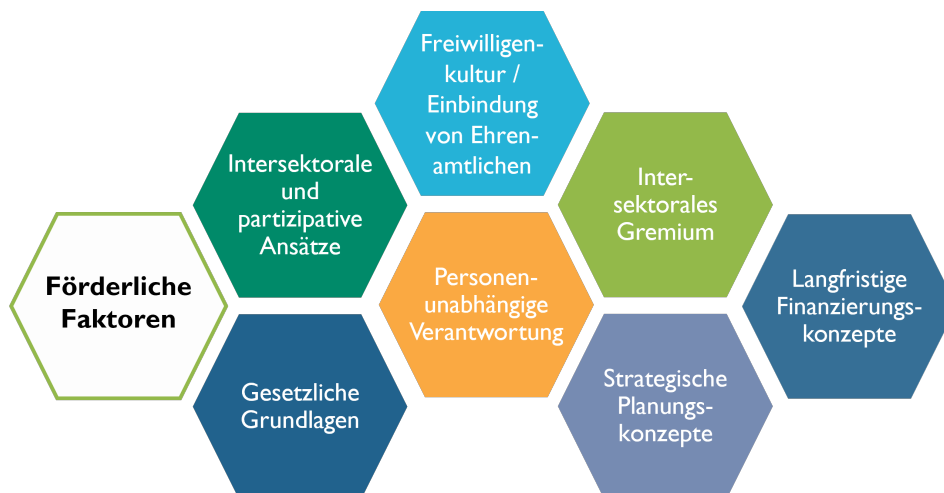 Förderliche
Faktoren
Intersektorale
und
partizipative
Ansätze
Gesetzliche
Grundlagen
Freiwilligen-
kultur /
Einbindung
von Ehren-
amtlichen
Personen-
unabhängige
Verantwortung
Inter-
sektorales
Gremium
Strategische
Planungs-
konzepte
Langfristige
Finanzierungs-
konzepte